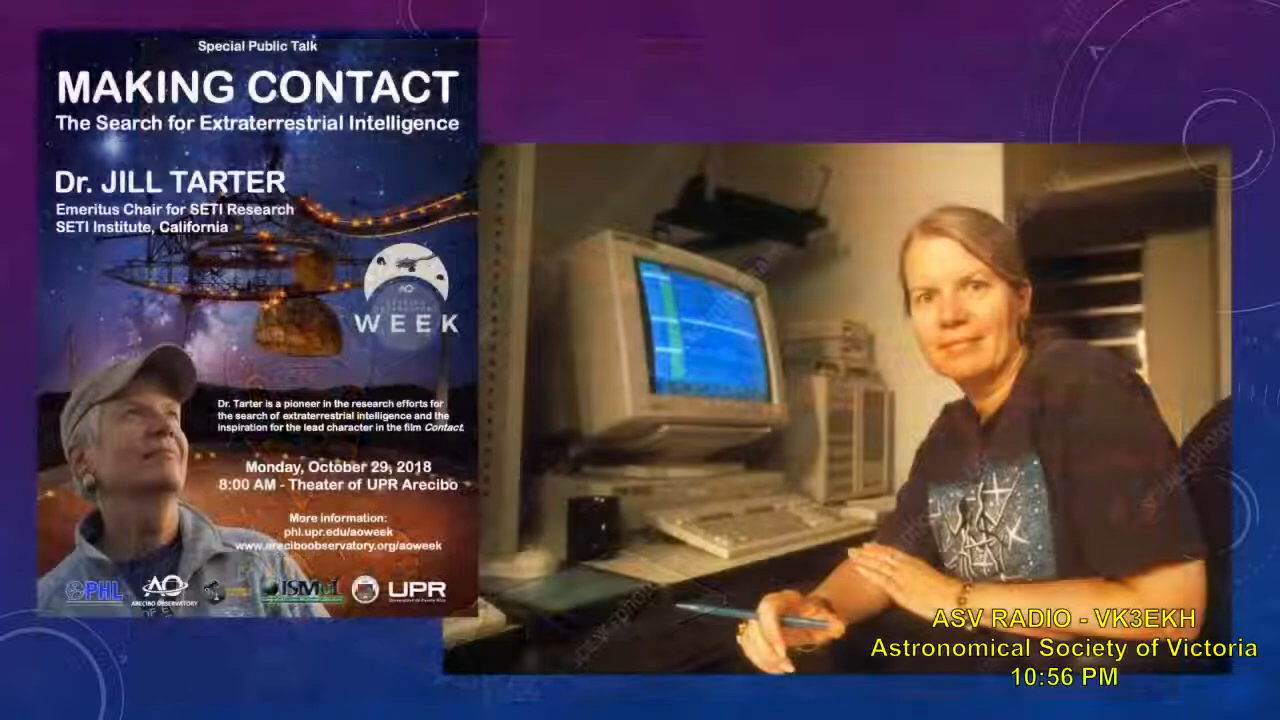 Special Public Talk
MAKING CONTACT
The Search for Extraterrestrial Intelligence
Dr. JILL TARTER
Emeritus Chair for SETI Research
SETI Institute, California
AO
WEEK
Dr. Tarter is a pioneer in the research efforts for
the search of extraterrestrial intelligence and the
inspiration for the lead character in the film Contact.
Monday, October 29, 2018
8:00 AM - Theater of UPR Arecibo
More information:
phl.upr.edu/aoweek
www.areciboobservatory.org/aoweek
PHL
AO
ARECIBO OBSERVATORY
UPR
ASV RADIO - VK3EKH
Astronomical Society of Victoria
10:56 PM